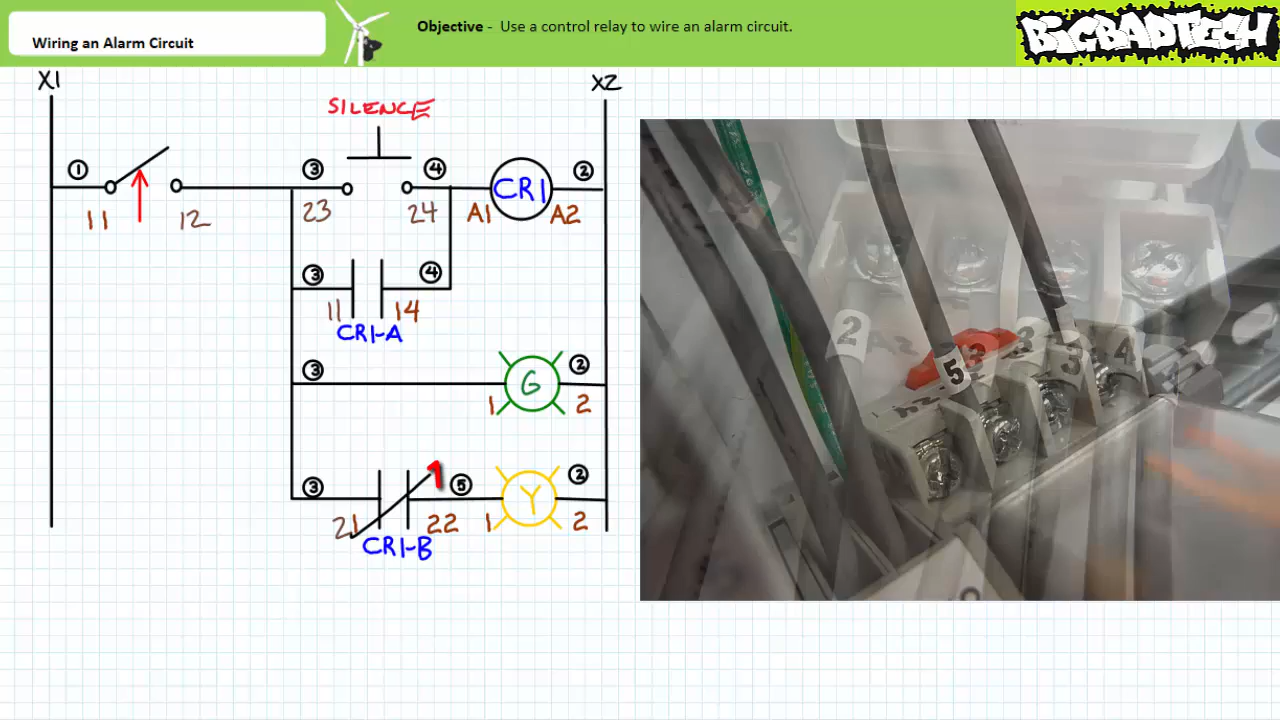 Wiring an Alarm Circuit
Objective - Use a control relay to wire an alarm circuit.
BIGBADTECH
X1
X2
SILENCE
1 3 4 2
CR1
11 12 23 24 A1 A2
3 4
11 14
CR1-A
3 2
G
1 2
3 5 2
Y
21 22 1 2
CR1-B
2
A2
5
3
3
3
4